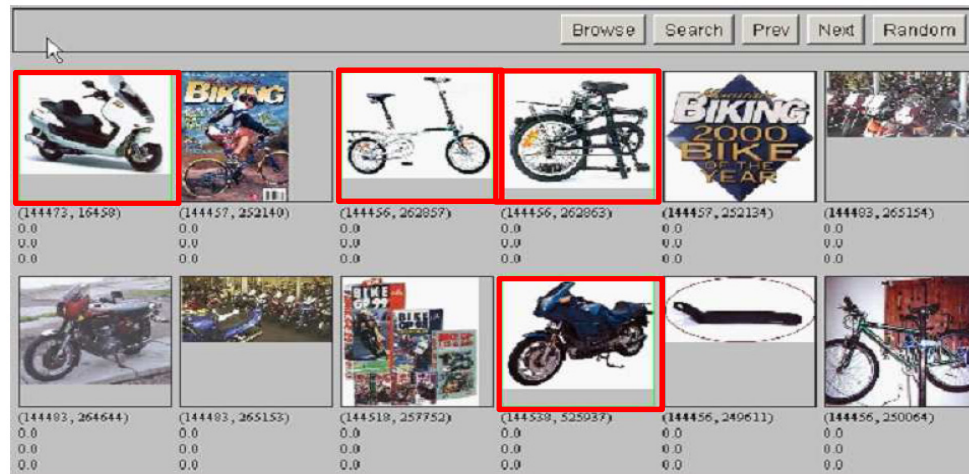 Browse Search Prev Next Random
BIKING
BIKING
2000
BIKE
OF THE
YEAR
(144473, 16458) (144457, 252140) (144456, 262857) (144456, 262863) (144457, 252134) (144483, 265154)
0.0 0.0 0.0 0.0 0.0 0.0
0.0 0.0 0.0 0.0 0.0 0.0
0.0 0.0 0.0 0.0 0.0 0.0
BIKE
GP-99
BIKE
(144483, 264644) (144483, 265153) (144518, 257752) (144538, 525937) (144456, 249611) (144456, 250064)
0.0 0.0 0.0 0.0 0.0 0.0
0.0 0.0 0.0 0.0 0.0 0.0
0.0 0.0 0.0 0.0 0.0 0.0